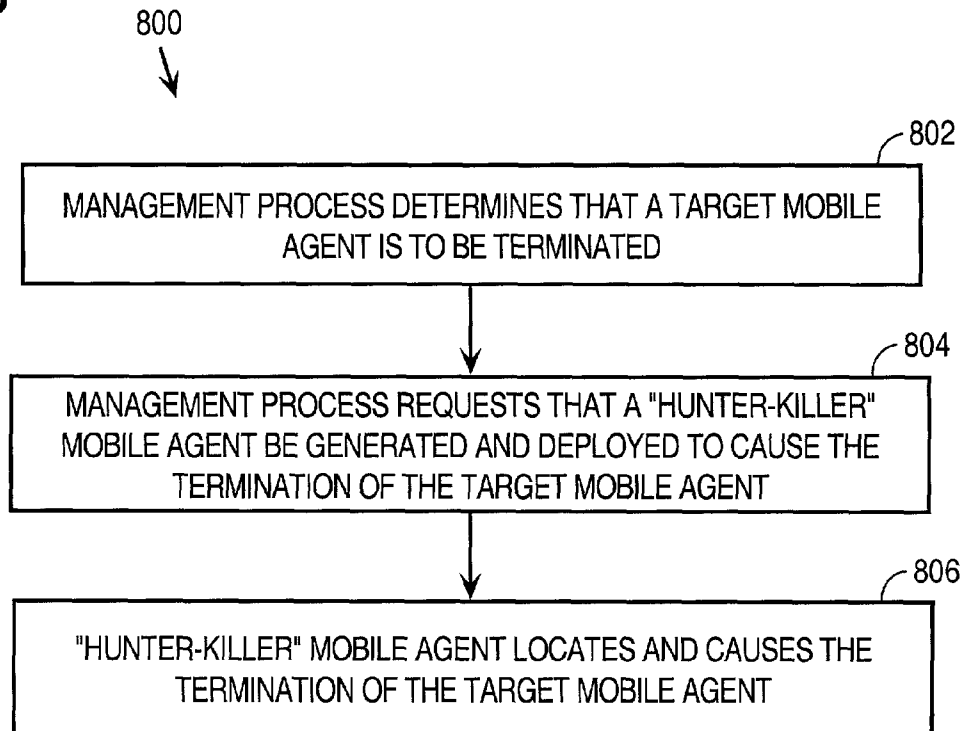 800
802
MANAGEMENT PROCESS DETERMINES THAT A TARGET MOBILE
AGENT IS TO BE TERMINATED
804
MANAGEMENT PROCESS REQUESTS THAT A "HUNTER-KILLER"
MOBILE AGENT BE GENERATED AND DEPLOYED TO CAUSE THE
TERMINATION OF THE TARGET MOBILE AGENT
806
"HUNTER-KILLER" MOBILE AGENT LOCATES AND CAUSES THE
TERMINATION OF THE TARGET MOBILE AGENT